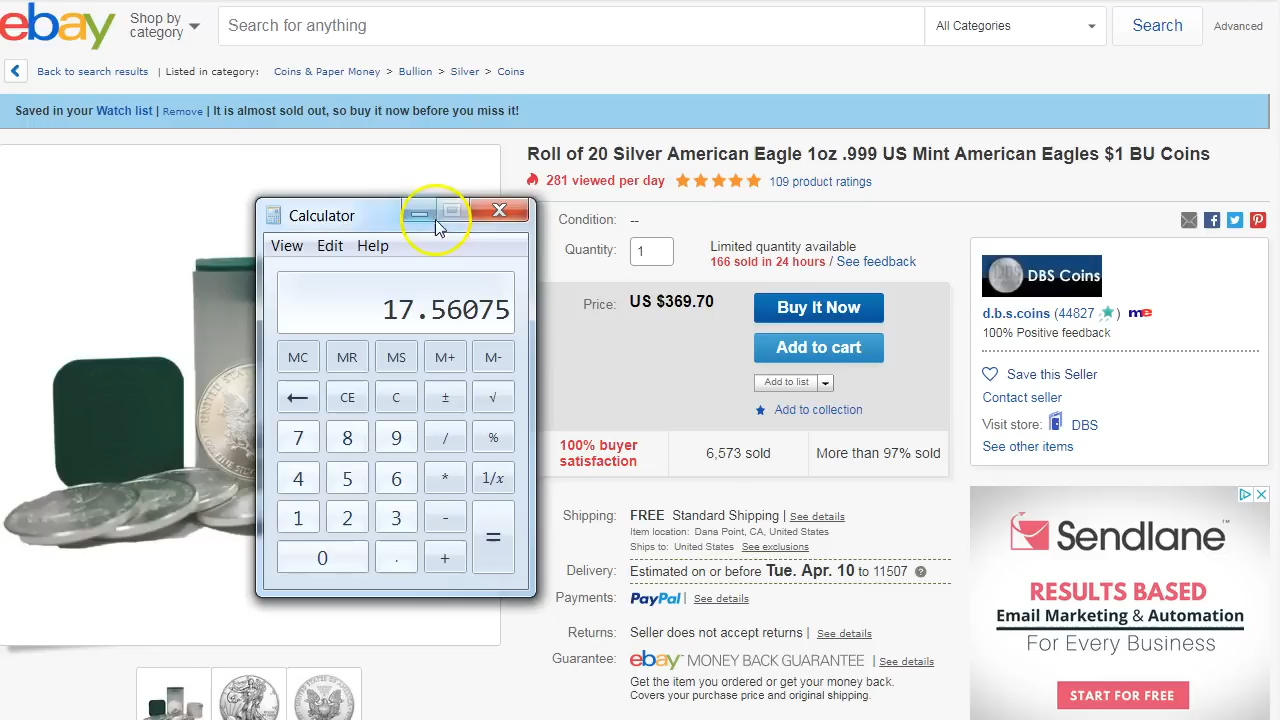 ebay
Shop by
category
Search for anything
All Categories
Search
Advanced
Back to search results | Listed in category: Coins & Paper Money > Bullion > Silver > Coins
Saved in your Watch list | Remove | It is almost sold out, so buy it now before you miss it!
Roll of 20 Silver American Eagle 1oz .999 US Mint American Eagles $1 BU Coins
281 viewed per day
109 product ratings
Condition: --
Quantity: 1
Limited quantity available
166 sold in 24 hours / See feedback
Price: US $369.70
Buy It Now
Add to cart
Add to list
Add to collection
100% buyer
satisfaction
6,573 sold
More than 97% sold
Shipping: FREE Standard Shipping | See details
Item location: Dana Point, CA, United States
Ships to: United States See exclusions
Delivery: Estimated on or before Tue. Apr. 10 to 11507
Payments: PayPal | See details
Returns: Seller does not accept returns | See details
Guarantee: ebay MONEY BACK GUARANTEE | See details
Get the item you ordered or get your money back.
Covers your purchase price and original shipping.
Calculator
View Edit Help
17.56075
MC MR MS M+ M-
← CE C ± √
7 8 9 / %
4 5 6 * 1/x
1 2 3 - =
0 . +
DBS Coins
d.b.s.coins (44827 ) me
100% Positive feedback
Save this Seller
Contact seller
Visit store: DBS
See other items
Sendlane™
RESULTS BASED
Email Marketing & Automation
For Every Business
START FOR FREE